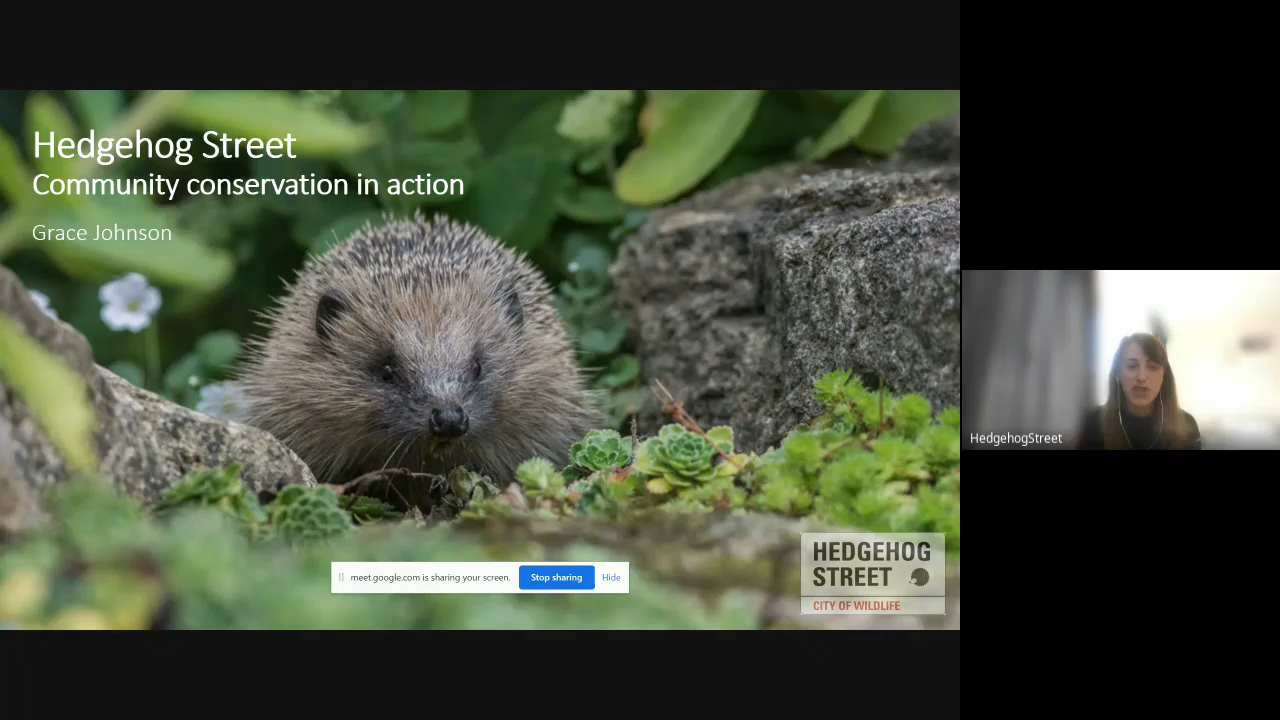 Hedgehog Street
Community conservation in action
Grace Johnson
meet.google.com is sharing your screen. Stop sharing Hide
HEDGEHOG
STREET
CITY OF WILDLIFE
HedgehogStreet